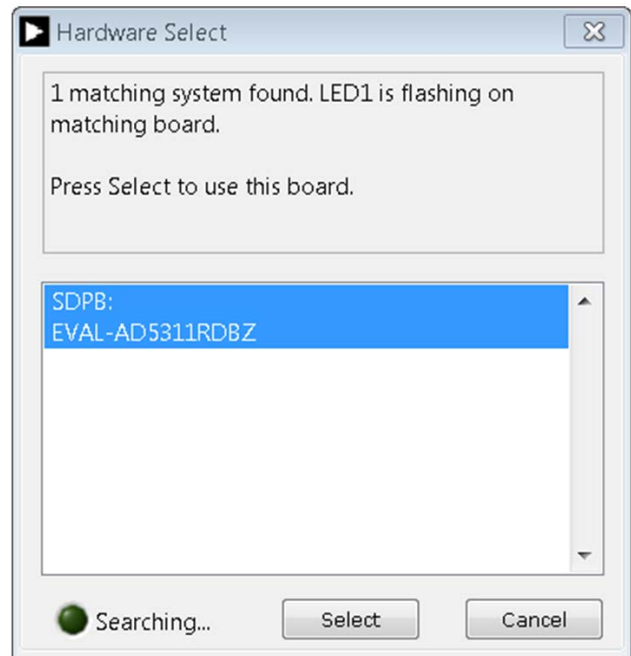 Hardware Select
1 matching system found. LED1 is flashing on
matching board.
Press Select to use this board.
SDPB:
EVAL-AD5311RDBZ
Searching...
Select
Cancel